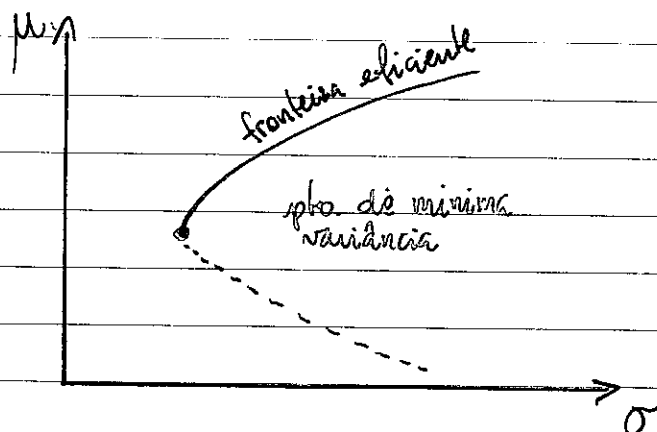 μ
fronteira eficiente
pto. de mínima
variância
σ